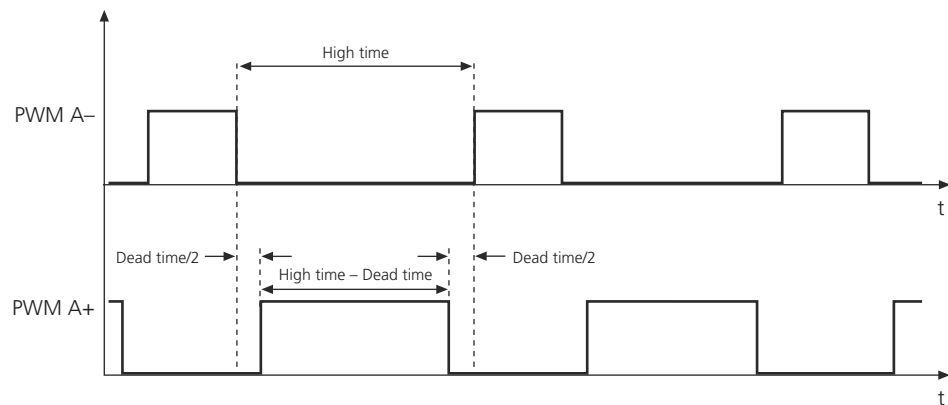 High time
PWM A–
t
Dead time/2
Dead time/2
High time – Dead time
PWM A+
t